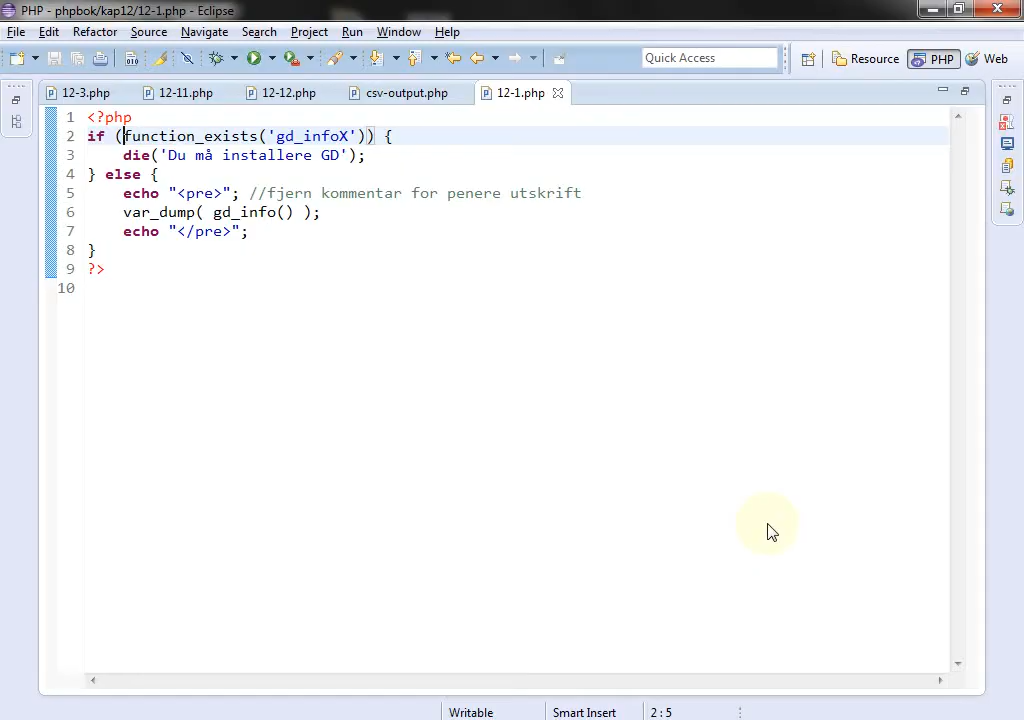 PHP - phpbok/kap12/12-1.php - Eclipse
File Edit Refactor Source Navigate Search Project Run Window Help
Quick Access
Resource PHP Web
12-3.php 12-11.php 12-12.php csv-output.php 12-1.php
1 <?php
2 if (function_exists('gd_infoX')) {
3 die('Du må installere GD');
4 } else {
5 echo "<pre>"; //fjern kommentar for penere utskrift
6 var_dump( gd_info() );
7 echo "</pre>";
8 }
9 ?>
10
Writable Smart Insert 2 : 5